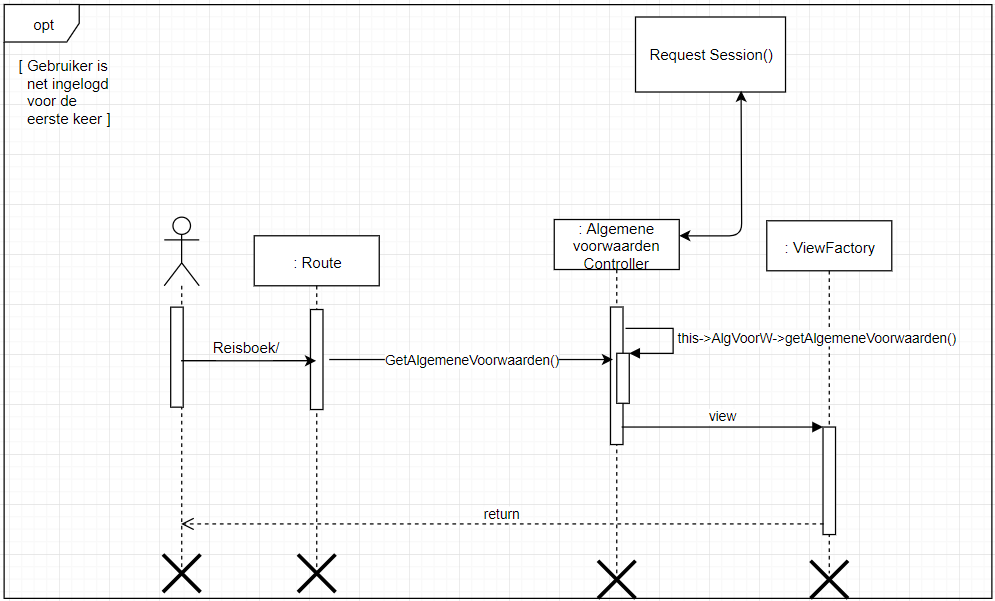 opt
[ Gebruiker is
net ingelogd
voor de
eerste keer ]
Request Session()
: Route
: Algemene
voorwaarden
Controller
: ViewFactory
Reisboek/
GetAlgemeneVoorwaarden()
this->AlgVoorW->getAlgemeneVoorwaarden()
view
return